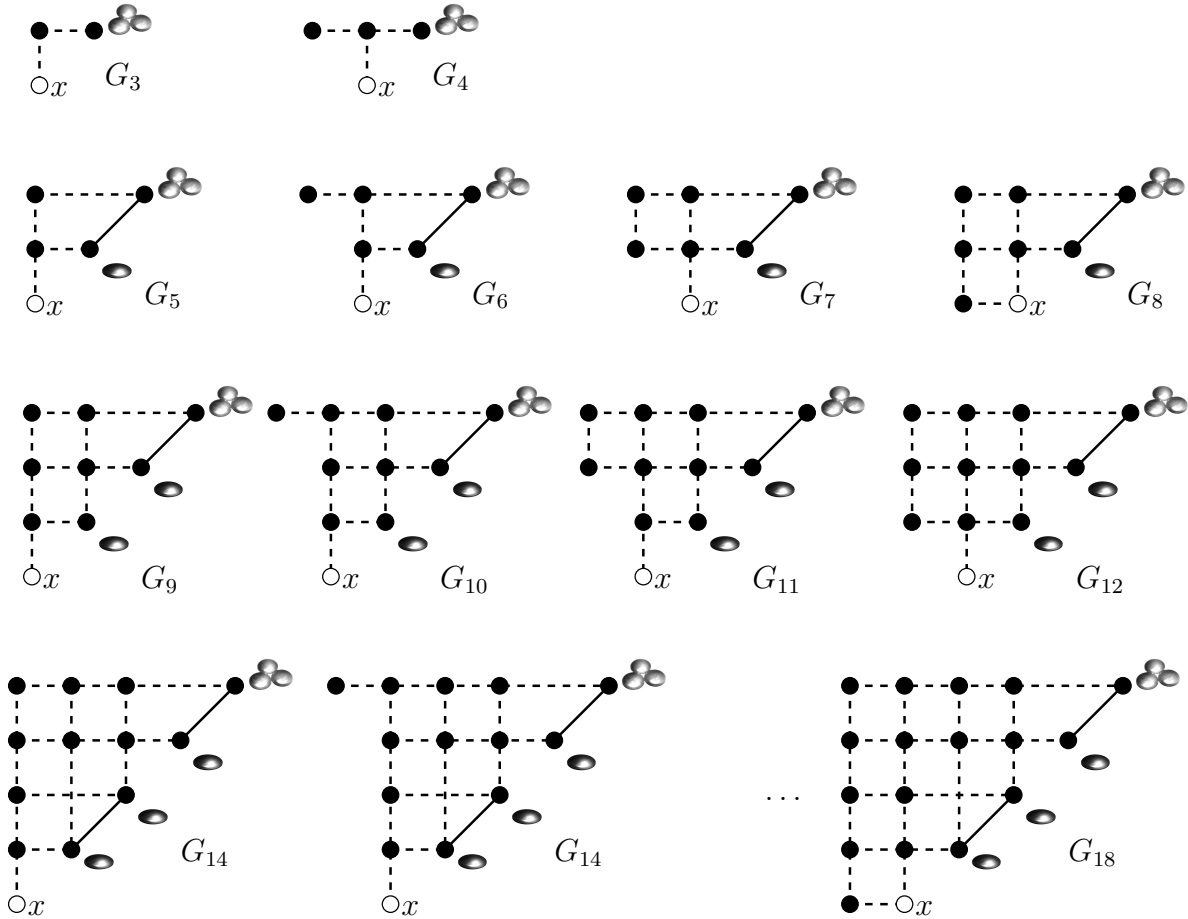 x G₃ x G₄
x G₅ x G₆ x G₇ x G₈
x G₉ x G₁₀ x G₁₁ x G₁₂
G₁₄ G₁₄ . . . G₁₈
x x x